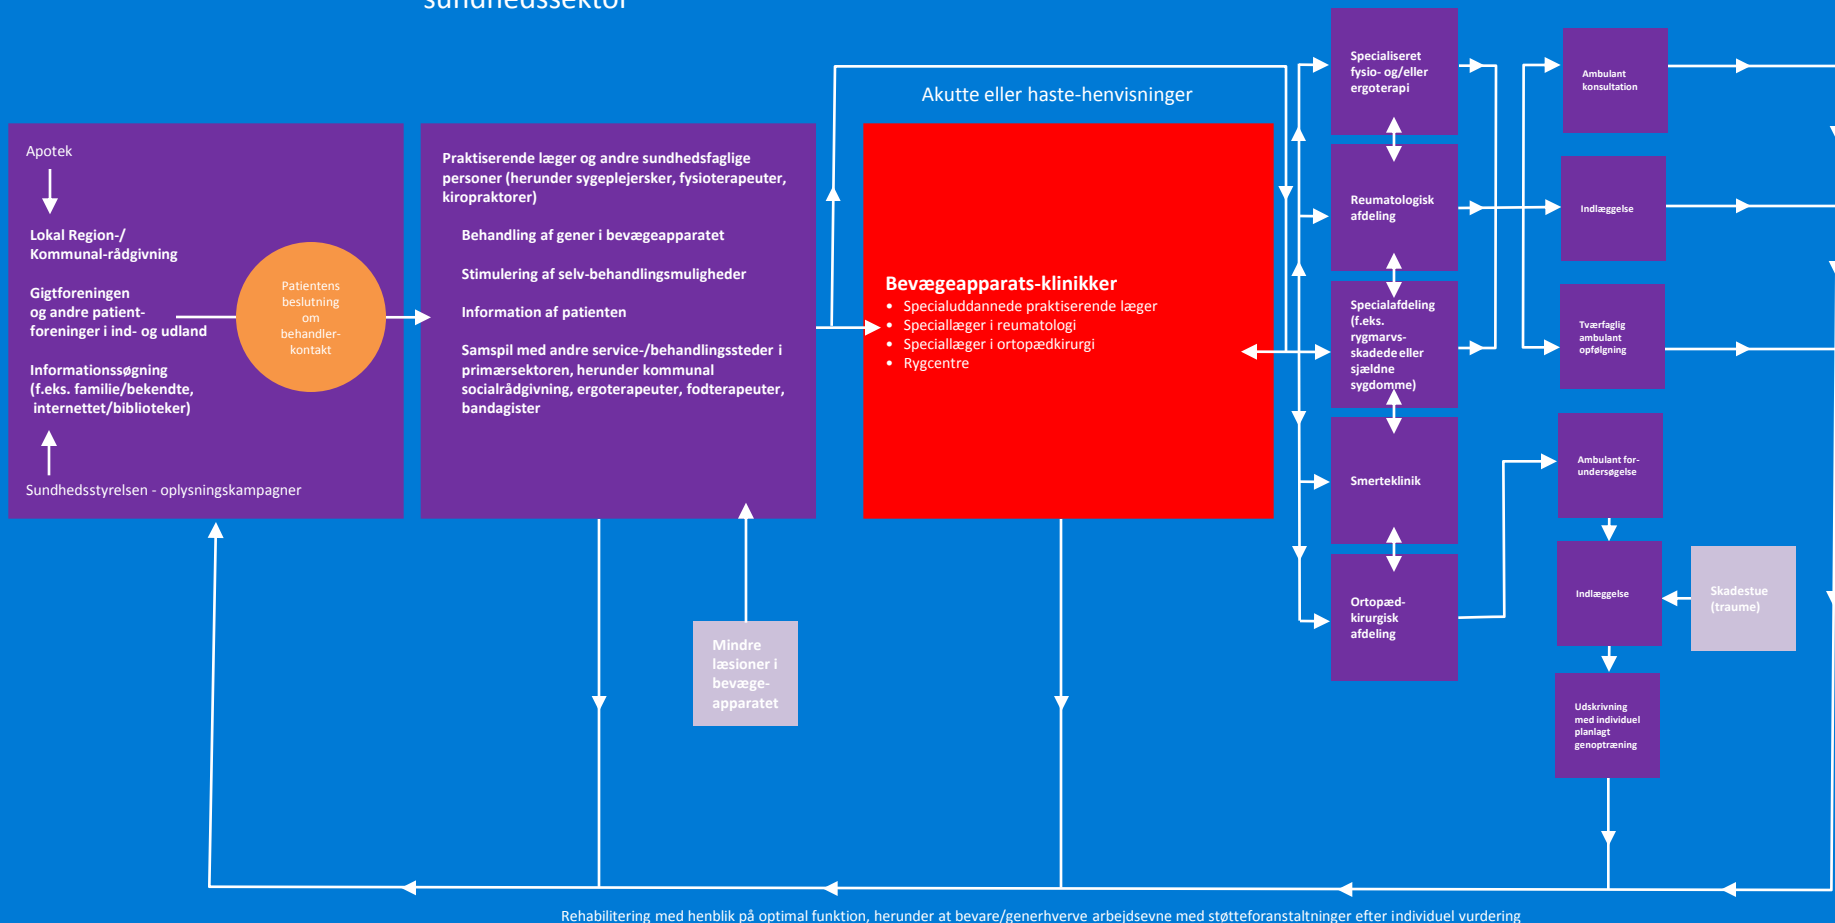 sundhedssektor
Akutte eller haste-henvisninger
Apotek
Lokal Region-/
Kommunal-rådgivning
Gigtforeningen
og andre patient-
foreninger i ind- og udland
Informationssøgning
(f.eks. familie/bekendte,
internettet/biblioteker)
Sundhedsstyrelsen - oplysningskampagner
Patientens
beslutning
om
behandler-
kontakt
Praktiserende læger og andre sundhedsfaglige
personer (herunder sygeplejersker, fysioterapeuter,
kiropraktorer)
Behandling af gener i bevægeapparatet
Stimulering af selv-behandlingsmuligheder
Information af patienten
Samspil med andre service-/behandlingssteder i
primærsektoren, herunder kommunal
socialrådgivning, ergoterapeuter, fodterapeuter,
bandagister
Mindre
læsioner i
bevæge-
apparatet
Bevægeapparats-klinikker
• Specialuddannede praktiserende læger
• Speciallæger i reumatologi
• Speciallæger i ortopædkirurgi
• Rygcentre
Specialiseret
fysio- og/eller
ergoterapi
Reumatologisk
afdeling
Specialafdeling
(f.eks.
rygmarvs-
skadede eller
sjældne
sygdomme)
Smerteklinik
Ortopæd-
kirurgisk
afdeling
Ambulant
konsultation
Indlæggelse
Tværfaglig
ambulant
opfølgning
Ambulant for-
undersøgelse
Indlæggelse
Skadestue
(traume)
Udskrivning
med individuel
planlagt
genoptræning
Rehabilitering med henblik på optimal funktion, herunder at bevare/generhverve arbejdsevne med støtteforanstaltninger efter individuel vurdering